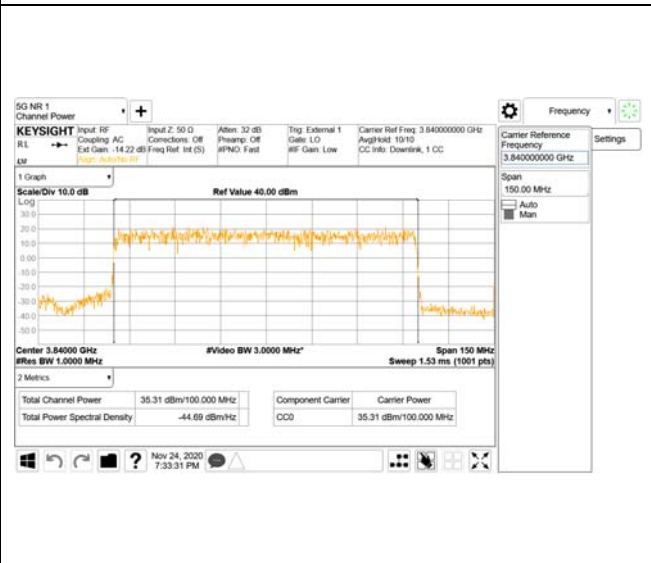 5G NR 1
Channel Power
+
Frequency
KEYSIGHT
RL
Input: RF
Coupling: AC
Ext Gain: -14.22 dB
Align: Auto/No RF
Input Z: 50 Ω
Corrections: Off
Freq Ref: Int (S)
Atten: 32 dB
Preamp: Off
#PNO: Fast
Trig: External 1
Gate: LO
#IF Gain: Low
Carrier Ref Freq: 3.840000000 GHz
Avg|Hold: 10/10
CC Info: Downlink, 1 CC
Carrier Reference
Frequency
3.840000000 GHz
Settings
Span
150.00 MHz
Auto
Man
1 Graph
Scale/Div 10.0 dB
Ref Value 40.00 dBm
Log
30.0
20.0
10.0
0.00
-10.0
-20.0
-30.0
-40.0
-50.0
Center 3.84000 GHz
#Video BW 3.0000 MHz*
Span 150 MHz
#Res BW 1.0000 MHz
Sweep 1.53 ms (1001 pts)
2 Metrics
Total Channel Power 35.31 dBm/100.000 MHz
Total Power Spectral Density -44.69 dBm/Hz
Component Carrier Carrier Power
CC0 35.31 dBm/100.000 MHz
?
Nov 24, 2020
7:33:31 PM